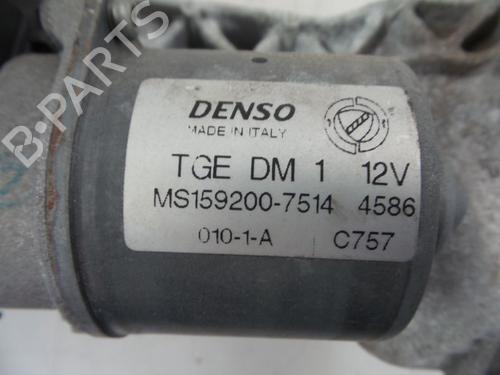 DENSO
MADE IN ITALY
TGE DM 1 12V
MS159200-7514 4586
010-1-A C757
B-PARTS